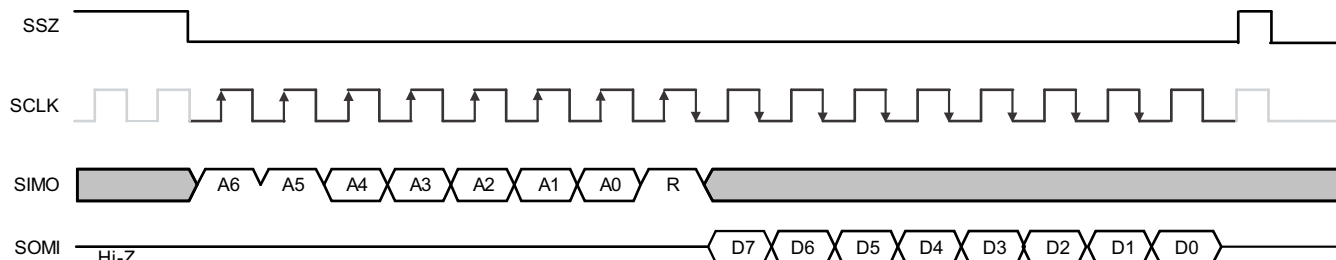 SSZ
SCLK
SIMO A6 A5 A4 A3 A2 A1 A0 R
SOMI D7 D6 D5 D4 D3 D2 D1 D0
Hi-Z